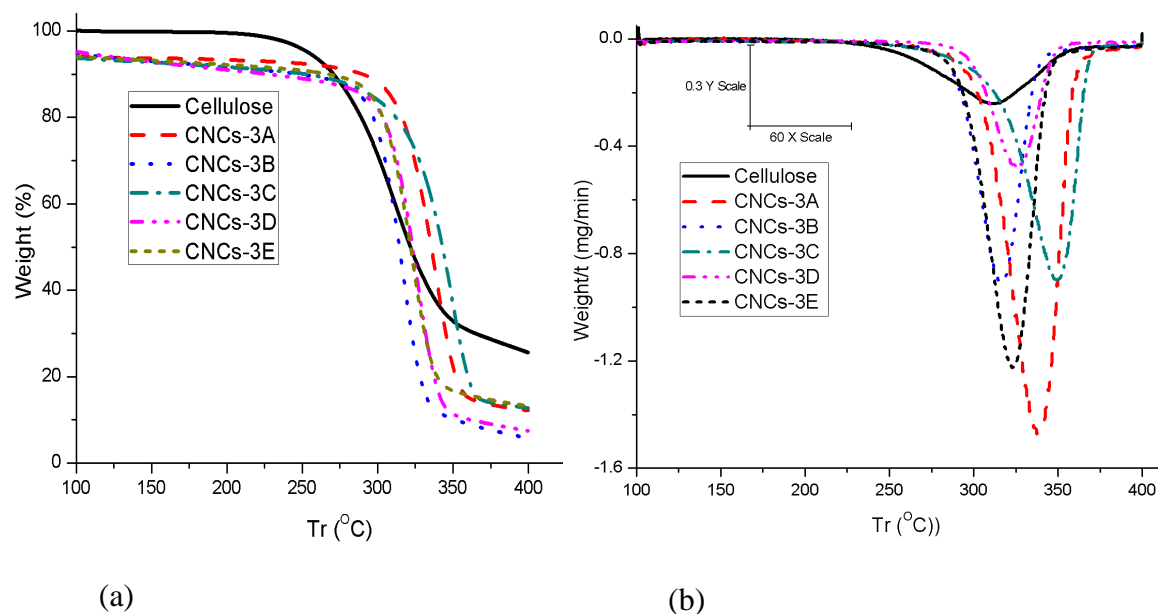 100
80
60
40
20
0
Weight (%)
Cellulose
CNCs-3A
CNCs-3B
CNCs-3C
CNCs-3D
CNCs-3E
100 150 200 250 300 350 400
Tr (°C)
(a)
0.0
-0.4
-0.8
-1.2
-1.6
Weight/t (mg/min)
0.3 Y Scale
60 X Scale
Cellulose
CNCs-3A
CNCs-3B
CNCs-3C
CNCs-3D
CNCs-3E
100 150 200 250 300 350 400
Tr (°C))
(b)